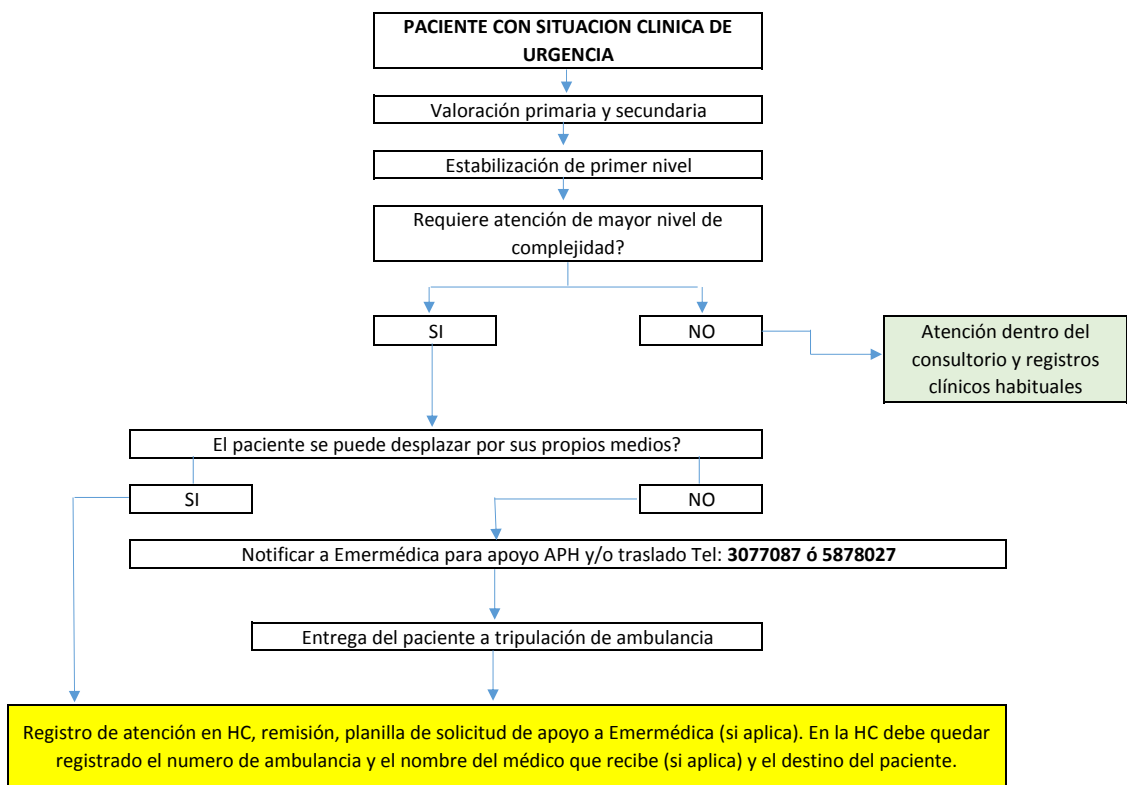 PACIENTE CON SITUACION CLINICA DE
URGENCIA
Valoración primaria y secundaria
Estabilización de primer nivel
Requiere atención de mayor nivel de
complejidad?
SI
NO
Atención dentro del
consultorio y registros
clínicos habituales
El paciente se puede desplazar por sus propios medios?
SI
NO
Notificar a Emermédica para apoyo APH y/o traslado Tel: 3077087 ó 5878027
Entrega del paciente a tripulación de ambulancia
Registro de atención en HC, remisión, planilla de solicitud de apoyo a Emermédica (si aplica). En la HC debe quedar
registrado el numero de ambulancia y el nombre del médico que recibe (si aplica) y el destino del paciente.